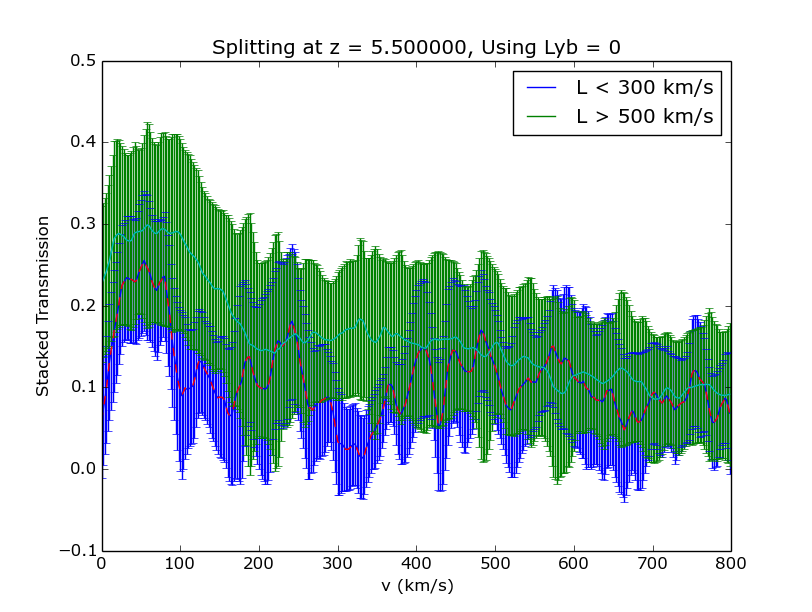 Splitting at z = 5.500000, Using Lyb = 0
L < 300 km/s
L > 500 km/s
Stacked Transmission
0.5
0.4
0.3
0.2
0.1
0.0
−0.1
0 100 200 300 400 500 600 700 800
v (km/s)